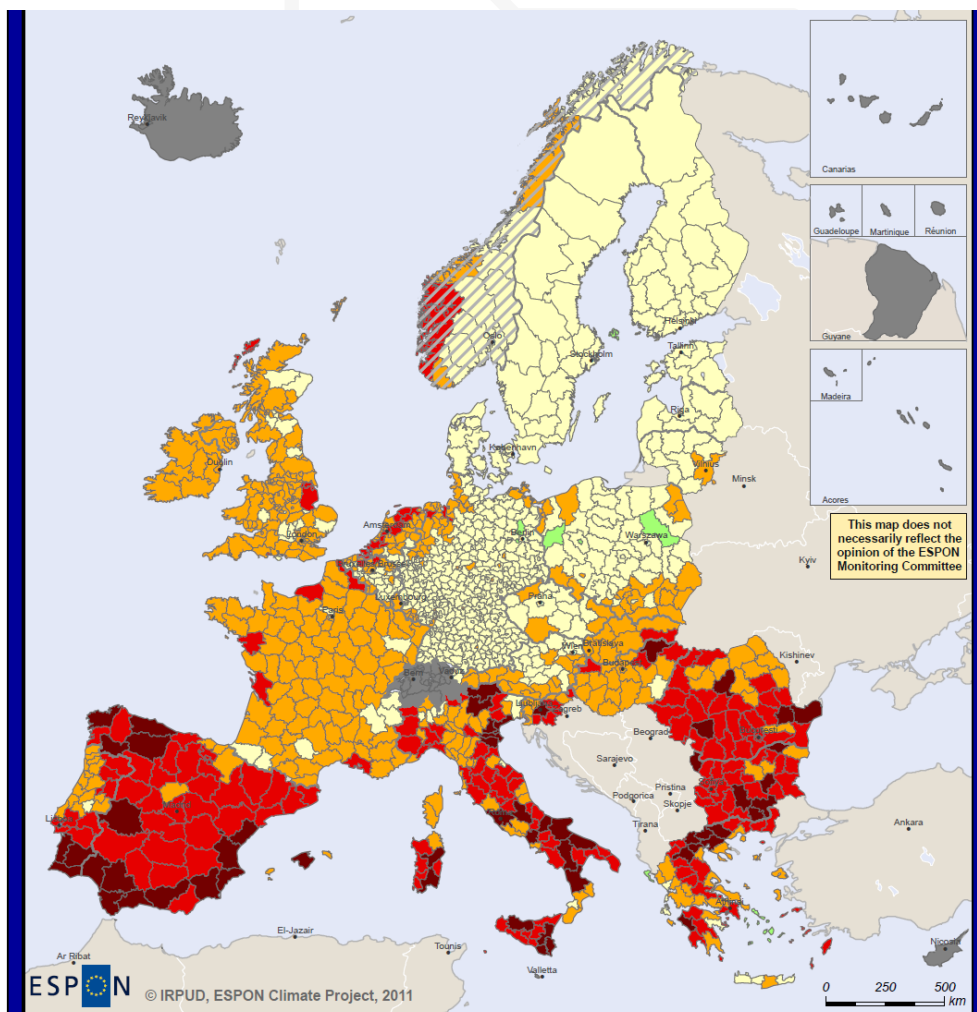 Reykjavik
Canarias
Guadeloupe
Martinique
Réunion
Guyane
Madeira
Acores
This map does not
necessarily reflect the
opinion of the ESPON
Monitoring Committee
Helsinki
Oslo
Tallinn
Stockholm
Riga
København
Vilnius
Minsk
Dublin
Amsterdam
Berlin
Warszawa
London
Kyiv
Luxembourg
Praha
Paris
Wien
Bratislava
Budapest
Kishinev
Bern
Vaduz
Zagreb
Beograd
Sarajevo
Pristina
Podgorica
Skopje
Tirana
Ankara
Madrid
Athinai
El-Jazair
Tounis
Ar Ribat
Valletta
Nicosia
ESPON
© IRPUD, ESPON Climate Project, 2011
0 250 500
km